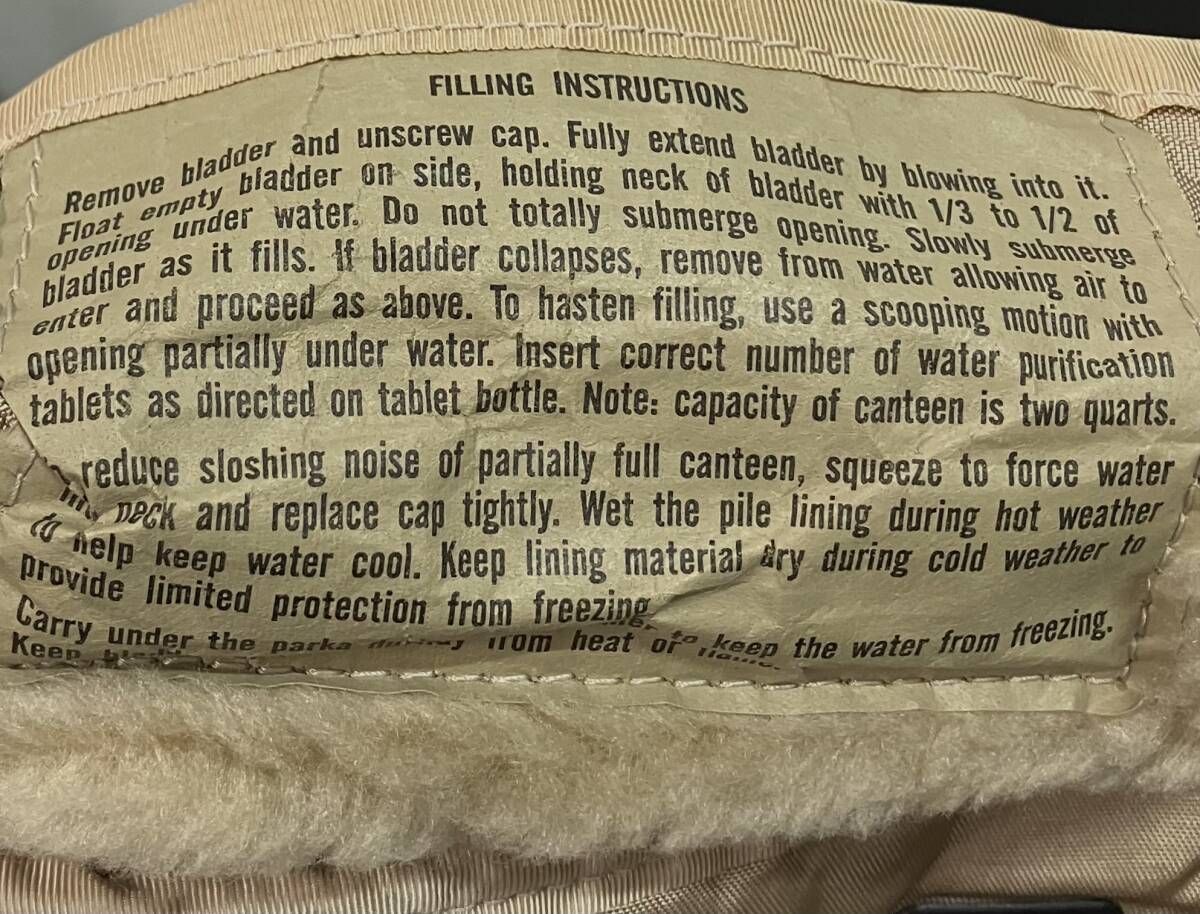 FILLING INSTRUCTIONS
Remove bladder and unscrew cap. Fully extend bladder by blowing into it.
Float empty bladder on side, holding neck of bladder with 1/3 to 1/2 of
opening under water. Do not totally submerge opening. Slowly submerge
bladder as it fills. If bladder collapses, remove from water allowing air to
enter and proceed as above. To hasten filling, use a scooping motion with
opening partially under water. Insert correct number of water purification
tablets as directed on tablet bottle. Note: capacity of canteen is two quarts.
reduce sloshing noise of partially full canteen, squeeze to force water
neck and replace cap tightly. Wet the pile lining during hot weather
to help keep water cool. Keep lining material dry during cold weather to
provide limited protection from freezing.
Carry under the parka to keep the water from freezing.
Keep from heat or